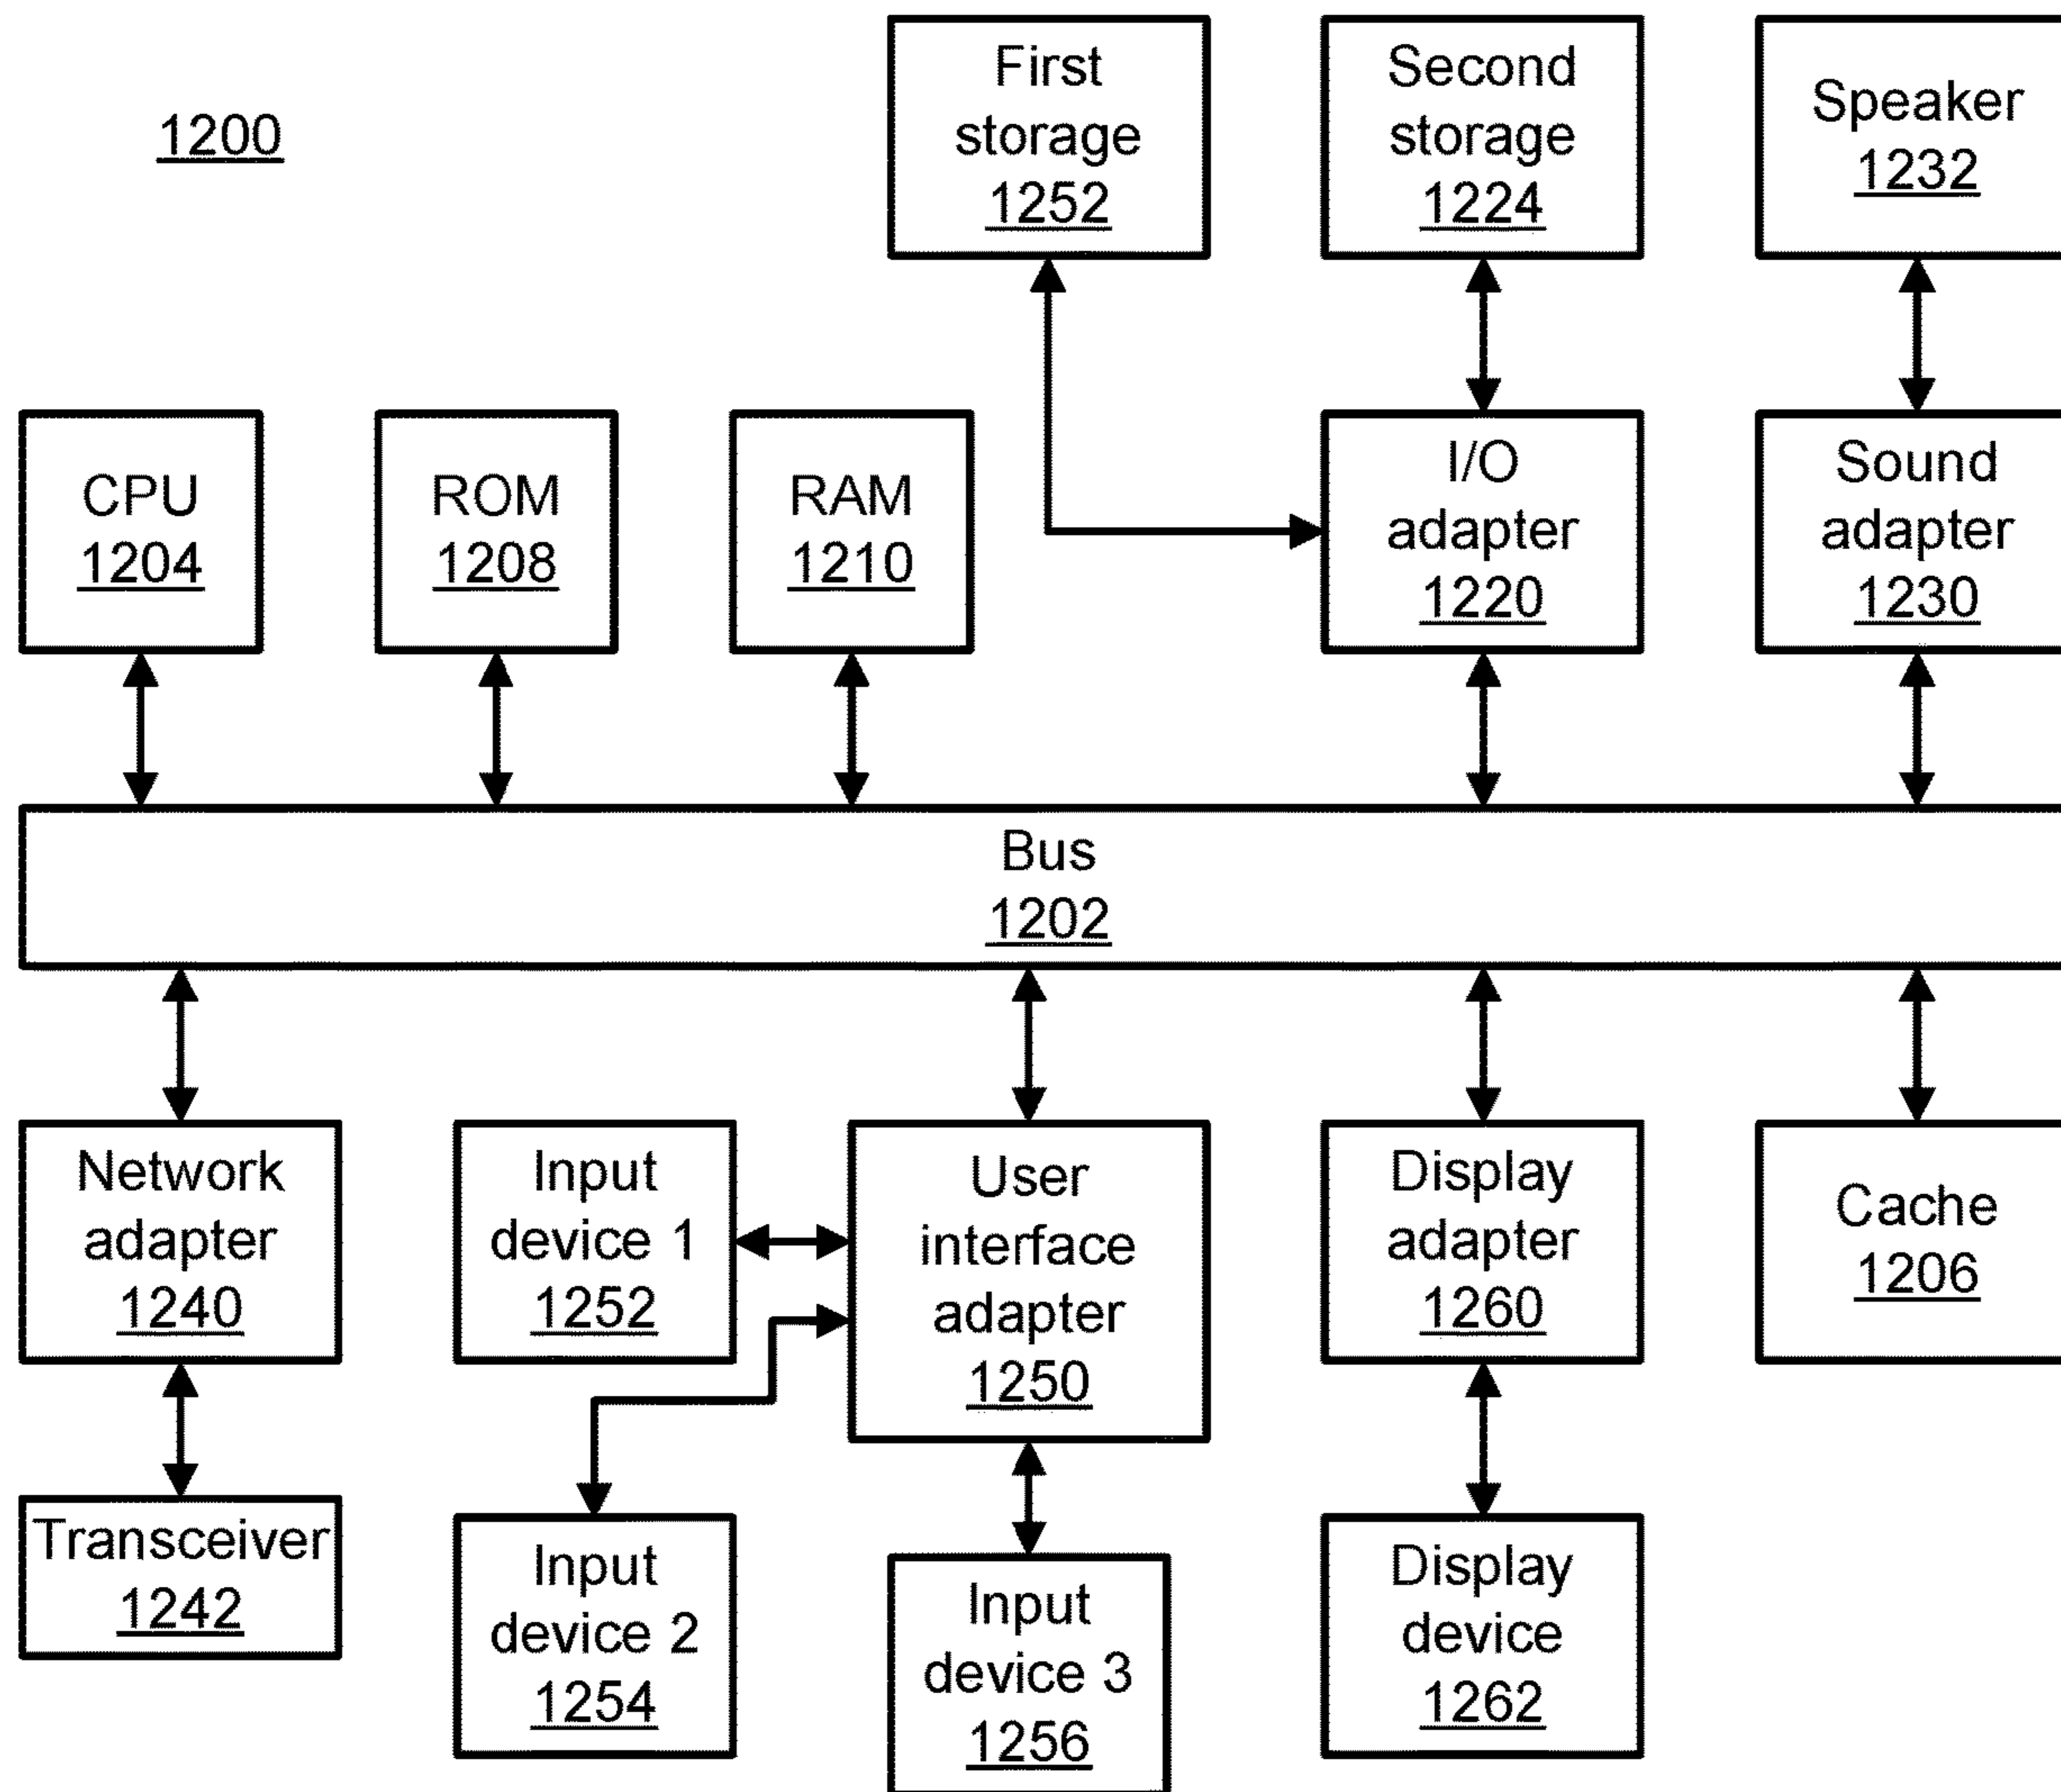 1200
First
storage
1252
Second
storage
1224
Speaker
1232
CPU
1204
ROM
1208
RAM
1210
I/O
adapter
1220
Sound
adapter
1230
Bus
1202
Network
adapter
1240
Input
device 1
1252
User
interface
adapter
1250
Display
adapter
1260
Cache
1206
Transceiver
1242
Input
device 2
1254
Input
device 3
1256
Display
device
1262